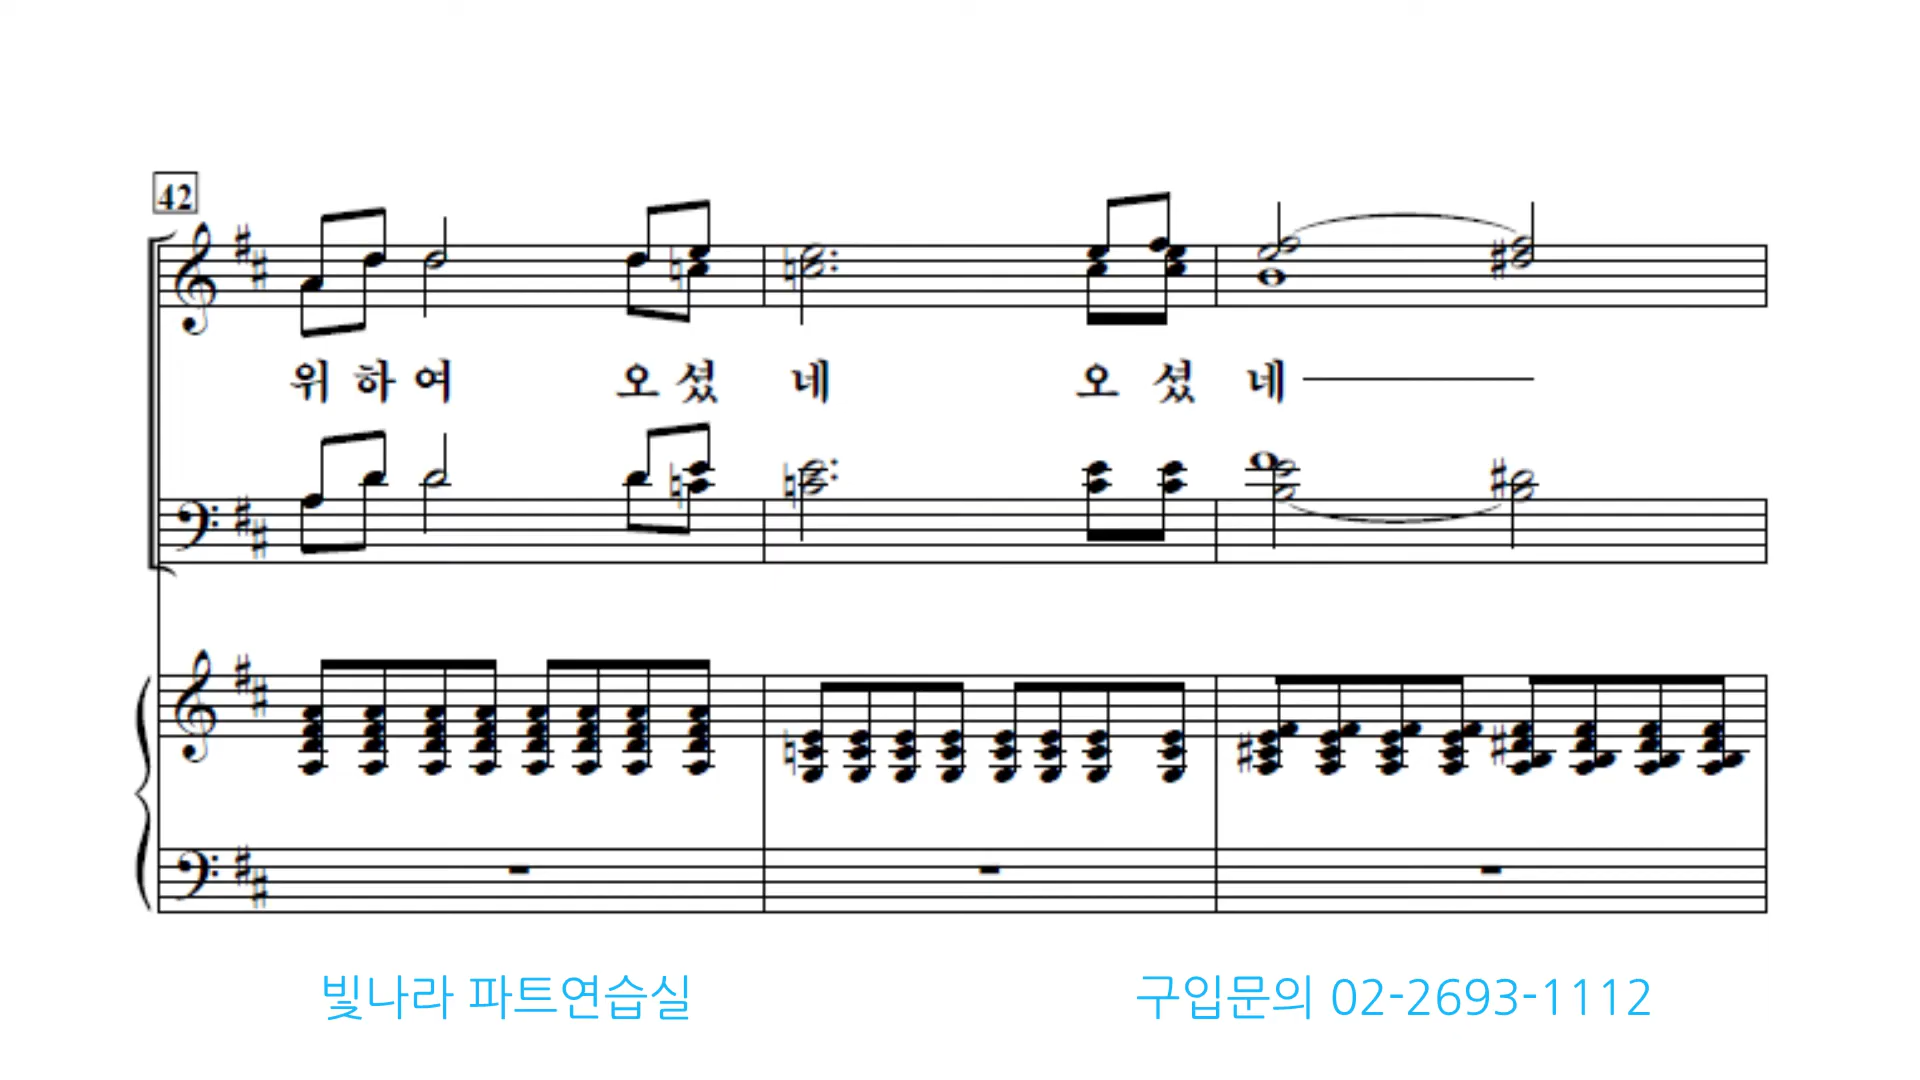 42
위 하 여 오 셨 네 오 셨 네
빛나라 파트연습실 구입문의 02-2693-1112